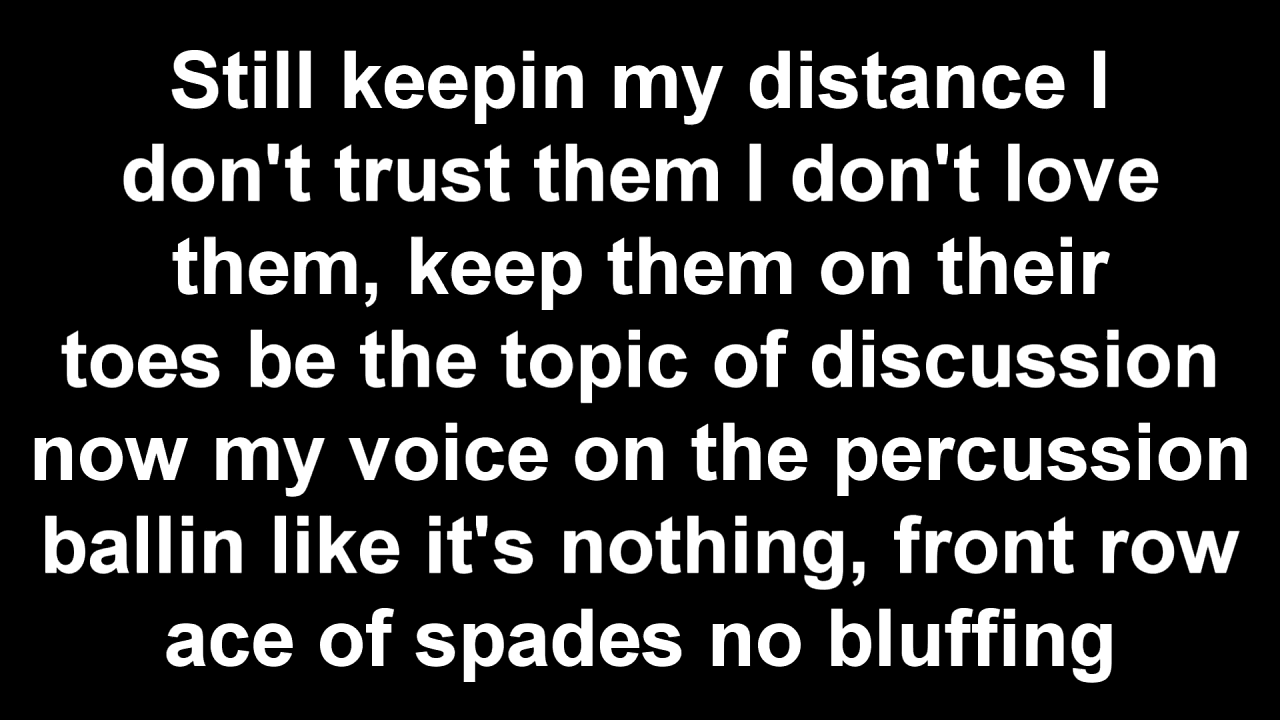 Still keepin my distance I
don't trust them I don't love
them, keep them on their
toes be the topic of discussion
now my voice on the percussion
ballin like it's nothing, front row
ace of spades no bluffing